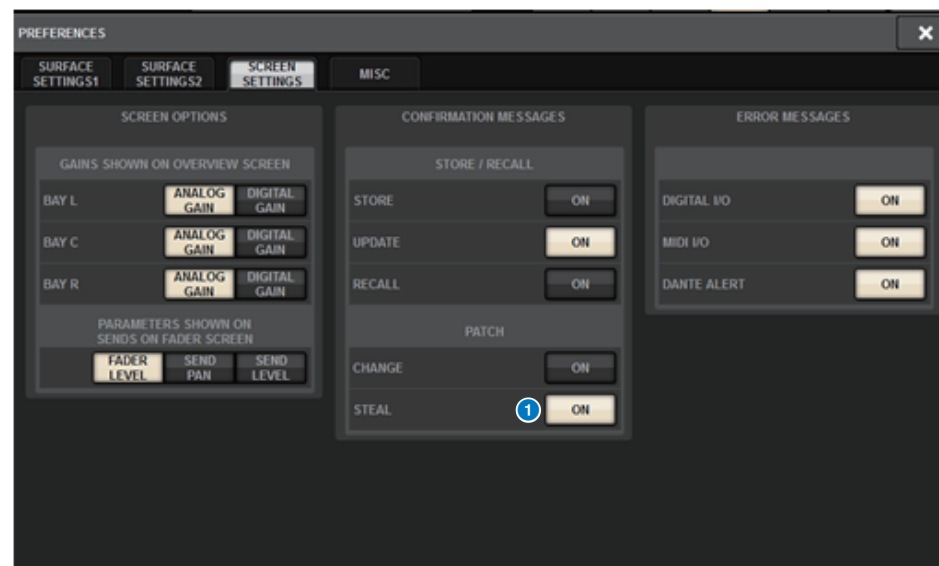 PREFERENCES
SURFACE SETTINGS1
SURFACE SETTINGS2
SCREEN SETTINGS
MISC
SCREEN OPTIONS
GAINS SHOWN ON OVERVIEW SCREEN
BAY L ANALOG GAIN DIGITAL GAIN
BAY C ANALOG GAIN DIGITAL GAIN
BAY R ANALOG GAIN DIGITAL GAIN
PARAMETERS SHOWN ON
SENDS ON FADER SCREEN
FADER LEVEL SEND PAN SEND LEVEL
CONFIRMATION MESSAGES
STORE / RECALL
STORE ON
UPDATE ON
RECALL ON
PATCH
CHANGE ON
STEAL 1 ON
ERROR MESSAGES
DIGITAL I/O ON
MIDI I/O ON
DANTE ALERT ON